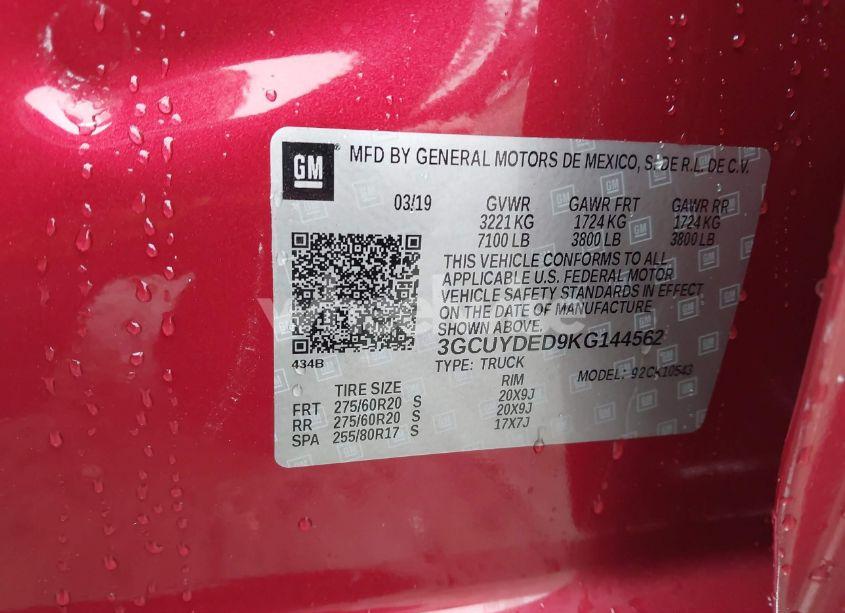 GM
MFD BY GENERAL MOTORS DE MEXICO, S. DE R.L. DE C.V.
03/19 GVWR GAWR FRT GAWR RR
3221 KG 1724 KG 1724 KG
7100 LB 3800 LB 3800 LB
THIS VEHICLE CONFORMS TO ALL
APPLICABLE U.S. FEDERAL MOTOR
VEHICLE SAFETY STANDARDS IN EFFECT
ON THE DATE OF MANUFACTURE
SHOWN ABOVE.
3GCUYDED9KG144562
434B
TYPE: TRUCK MODEL: 92CK10543
TIRE SIZE RIM
FRT 275/60R20 S 20X9J
RR 275/60R20 S 20X9J
SPA 255/80R17 S 17X7J